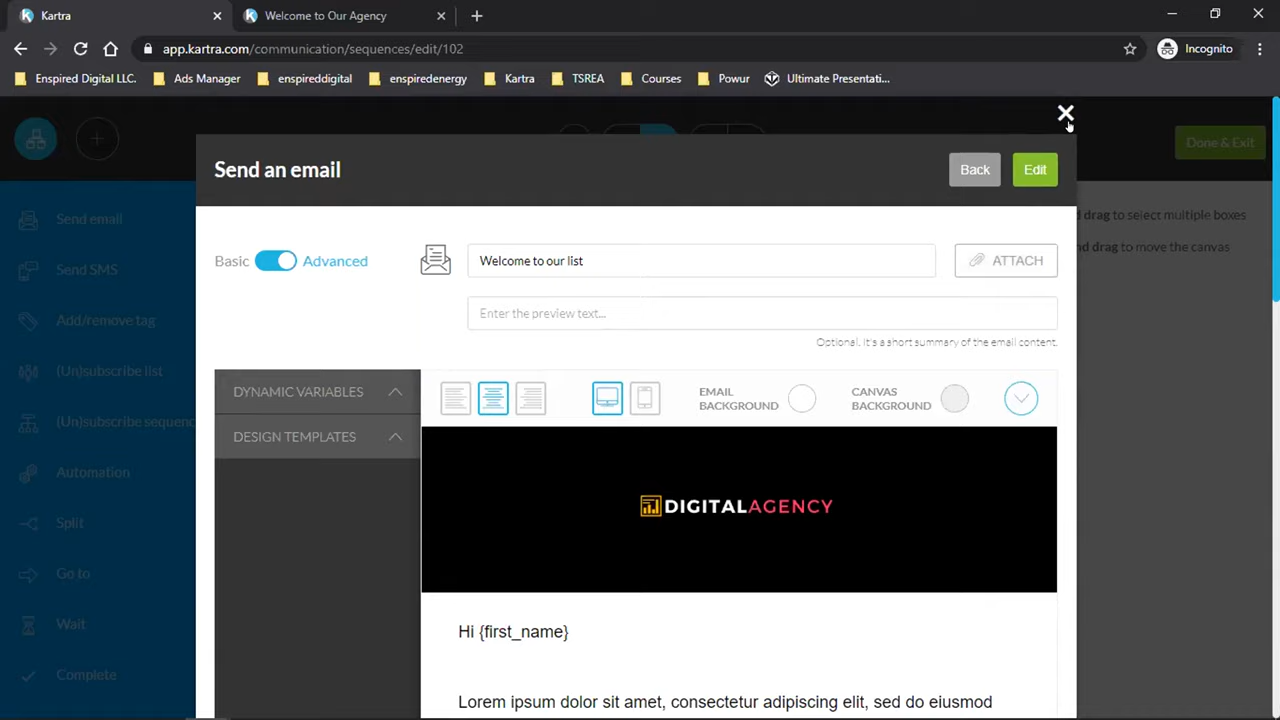 Kartra
Welcome to Our Agency
app.kartra.com/communication/sequences/edit/102
Incognito
Enspired Digital LLC.
Ads Manager
enspireddigital
enspiredenergy
Kartra
TSREA
Courses
Powur
Ultimate Presentati...
Done & Exit
Send an email
Back
Edit
Send email
Send SMS
Add/remove tag
(Un)subscribe list
(Un)subscribe sequenc
Automation
Split
Go to
Wait
Complete
d drag to select multiple boxes
nd drag to move the canvas
Basic
Advanced
Welcome to our list
ATTACH
Enter the preview text...
Optional. It's a short summary of the email content.
DYNAMIC VARIABLES
DESIGN TEMPLATES
EMAIL
BACKGROUND
CANVAS
BACKGROUND
DIGITALAGENCY
Hi {first_name}
Lorem ipsum dolor sit amet, consectetur adipiscing elit, sed do eiusmod